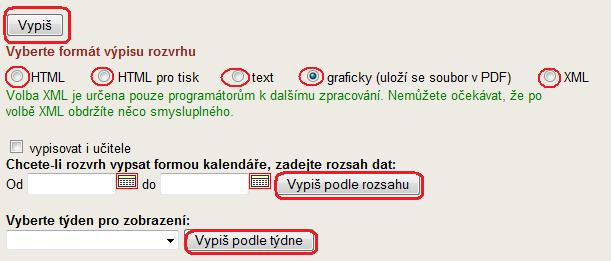 Vypiš
Vyberte formát výpisu rozvrhu
HTML HTML pro tisk text graficky (uloží se soubor v PDF) XML
Volba XML je určena pouze programátorům k dalšímu zpracování. Nemůžete očekávat, že po
volbě XML obdržíte něco smysluplného.
vypisovat i učitele
Chcete-li rozvrh vypsat formou kalendáře, zadejte rozsah dat:
Od do Vypiš podle rozsahu
Vyberte týden pro zobrazení:
Vypiš podle týdne